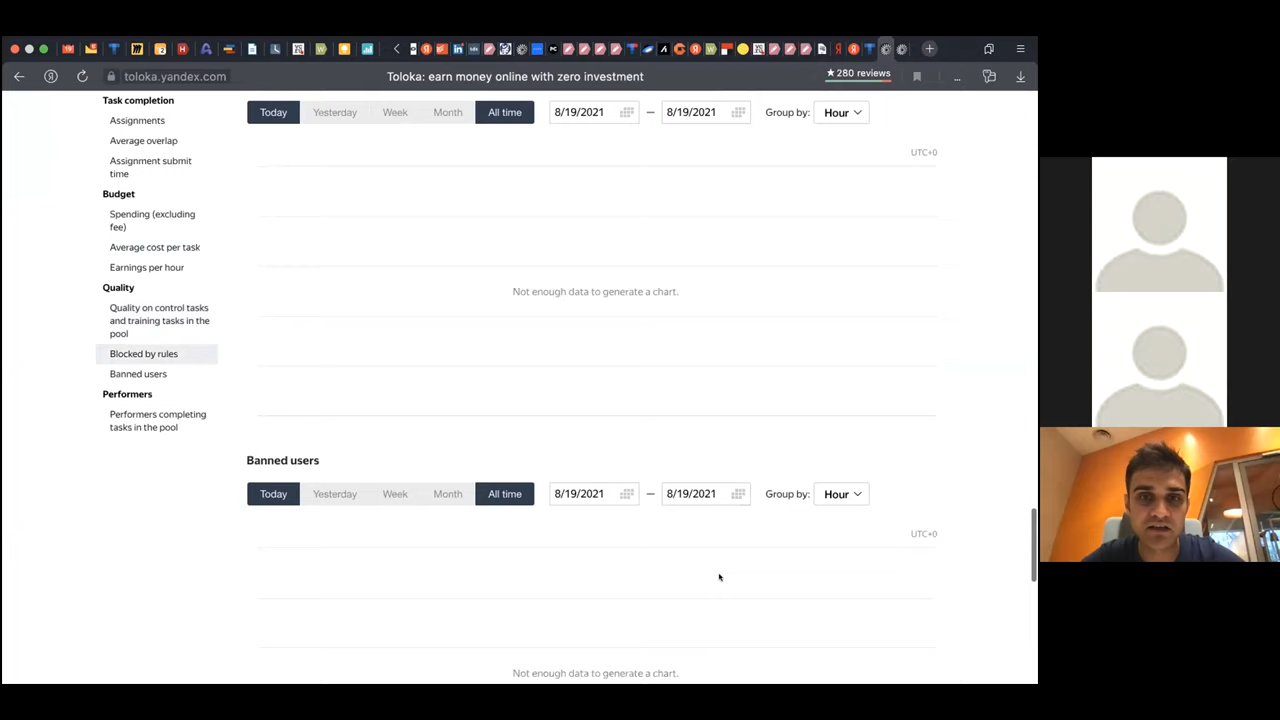 toloka.yandex.com
Toloka: earn money online with zero investment
★280 reviews
Task completion
Assignments
Average overlap
Assignment submit
time
Budget
Spending (excluding
fee)
Average cost per task
Earnings per hour
Quality
Quality on control tasks
and training tasks in the
pool
Blocked by rules
Banned users
Performers
Performers completing
tasks in the pool
Today Yesterday Week Month All time 8/19/2021 — 8/19/2021 Group by: Hour
UTC+0
Not enough data to generate a chart.
Banned users
Today Yesterday Week Month All time 8/19/2021 — 8/19/2021 Group by: Hour
UTC+0
Not enough data to generate a chart.